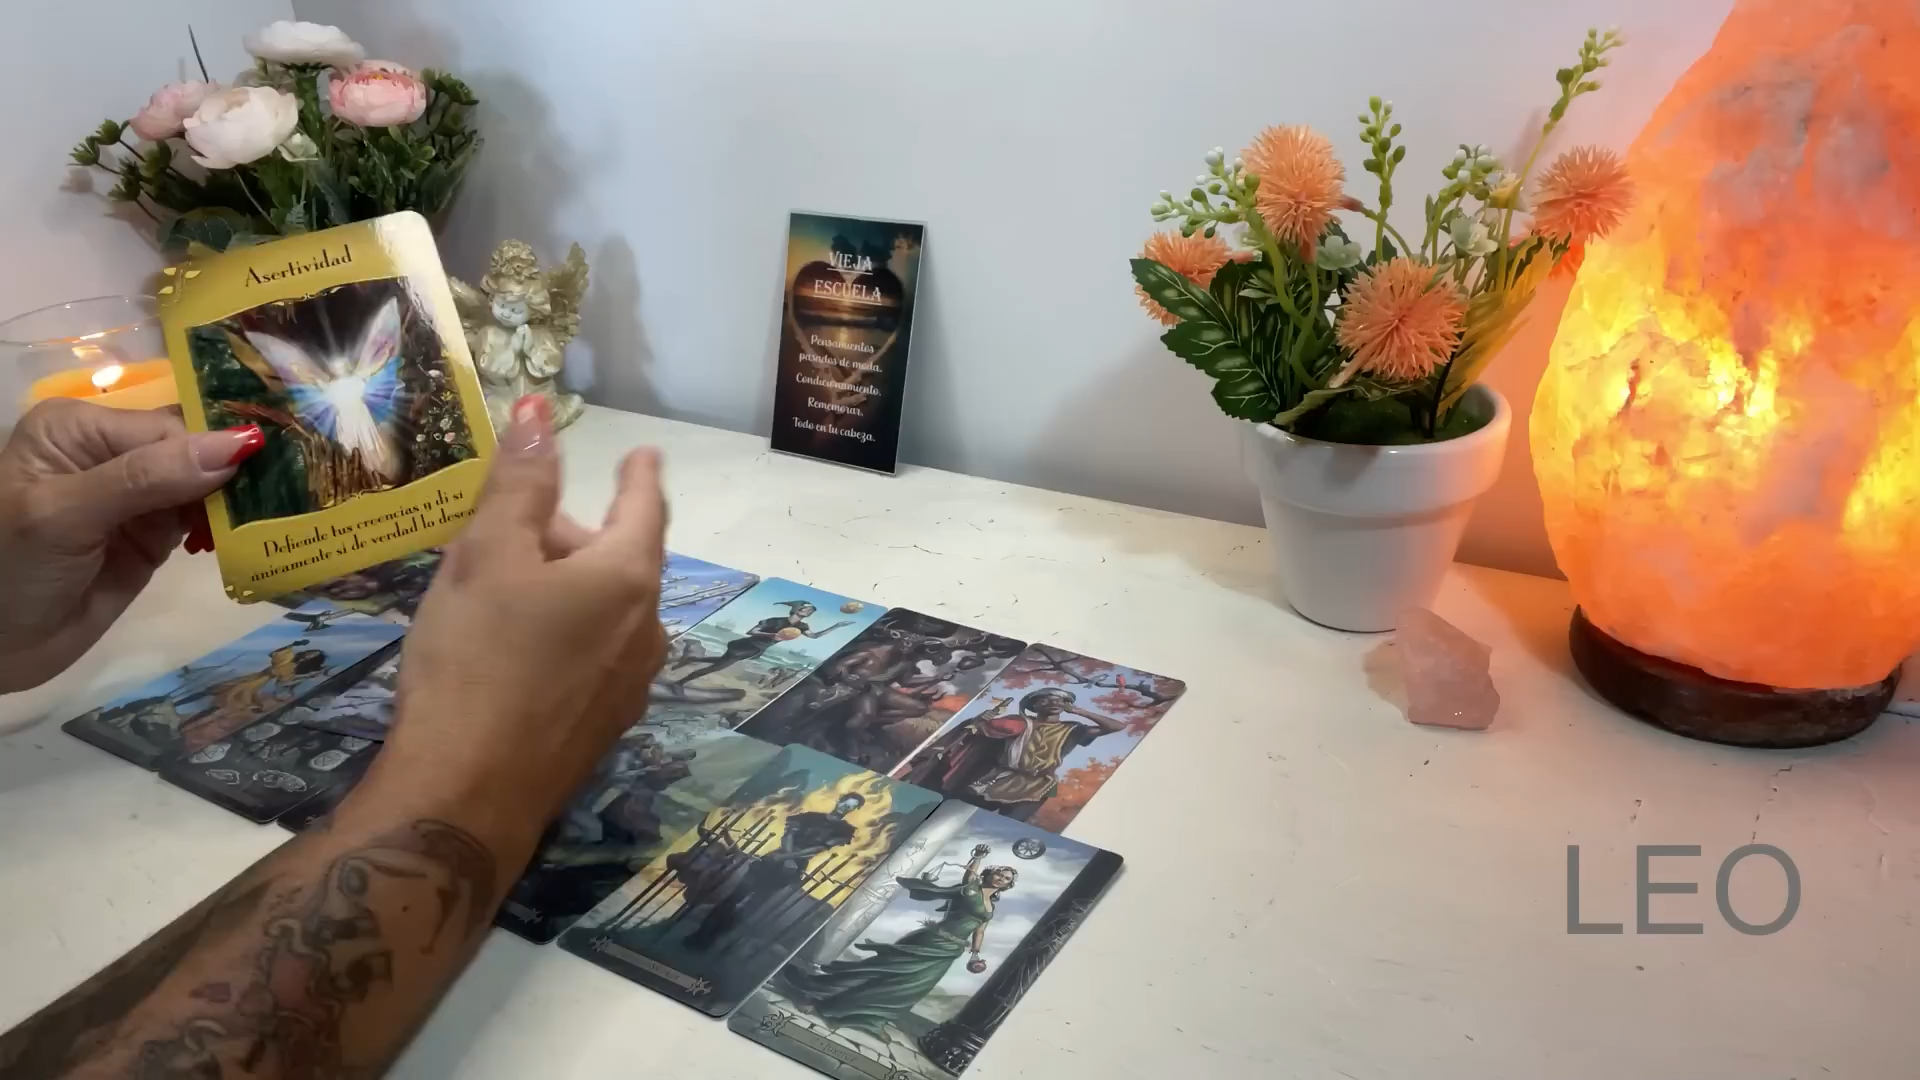 Asertividad
Defiende tus creencias y di sí
únicamente si de verdad lo deseas
VIEJA
ESCUELA
Pensamientos
pasados de moda.
Condicionamiento.
Rememorar.
Todo en tu cabeza.
LEO